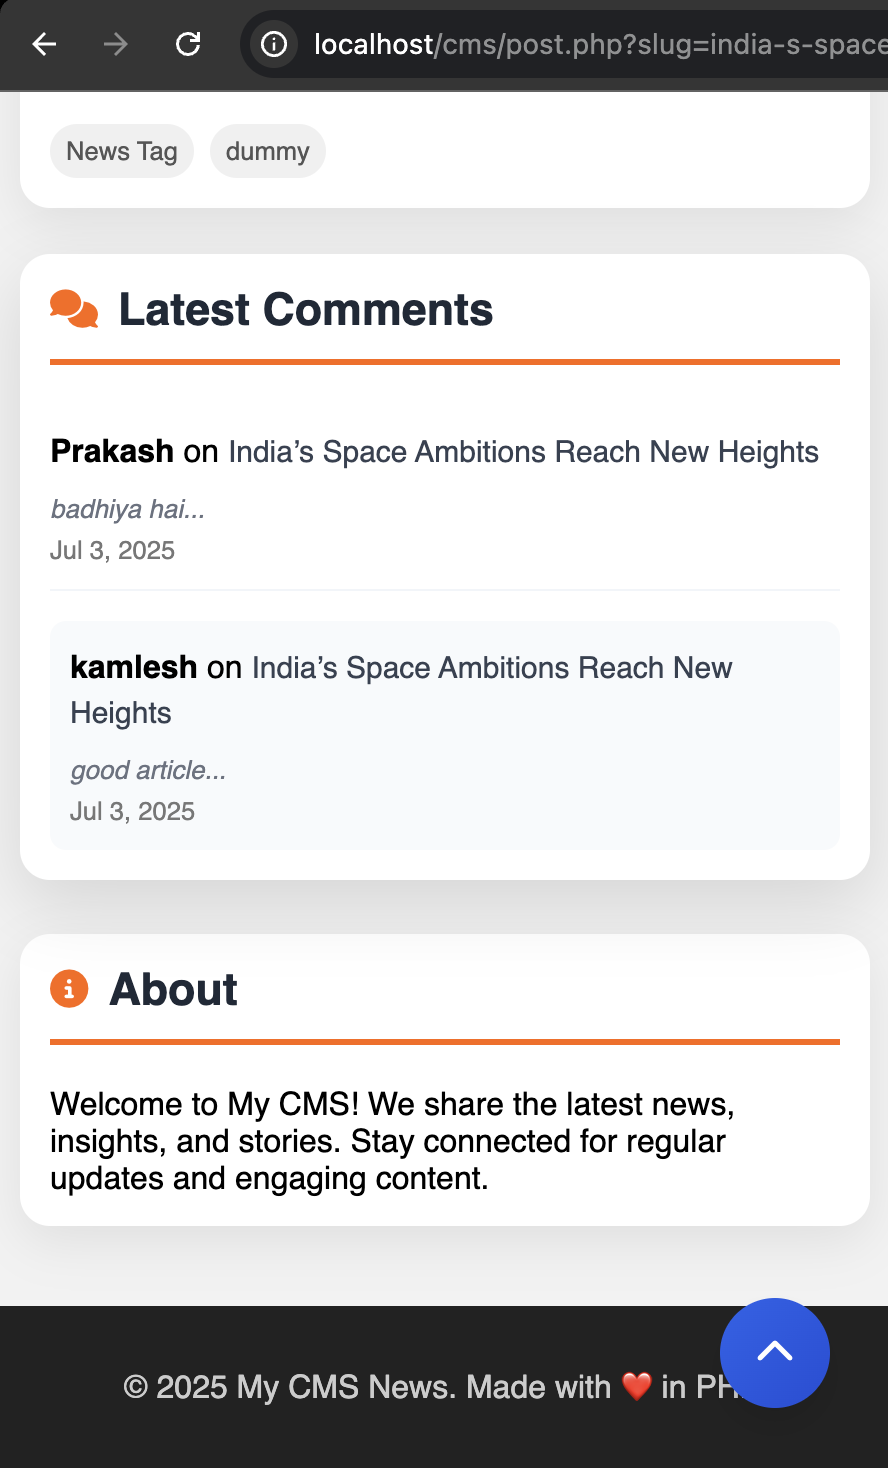 localhost/cms/post.php?slug=india-s-space
News Tag
dummy
Latest Comments
Prakash on India’s Space Ambitions Reach New Heights
badhiya hai...
Jul 3, 2025
kamlesh on India’s Space Ambitions Reach New
Heights
good article...
Jul 3, 2025
About
Welcome to My CMS! We share the latest news,
insights, and stories. Stay connected for regular
updates and engaging content.
© 2025 My CMS News. Made with ❤️ in